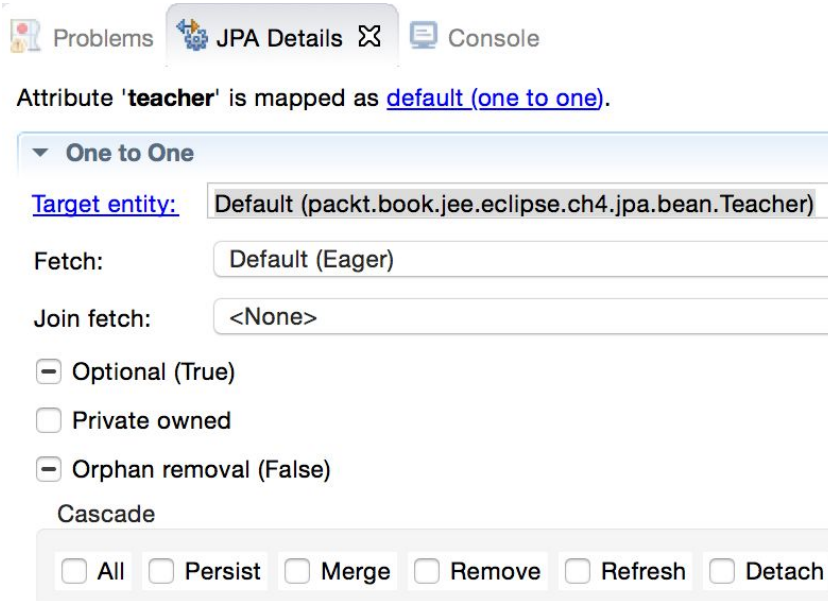 Problems JPA Details Console
Attribute 'teacher' is mapped as default (one to one).
One to One
Target entity: Default (packt.book.jee.eclipse.ch4.jpa.bean.Teacher)
Fetch: Default (Eager)
Join fetch: <None>
Optional (True)
Private owned
Orphan removal (False)
Cascade
All Persist Merge Remove Refresh Detach